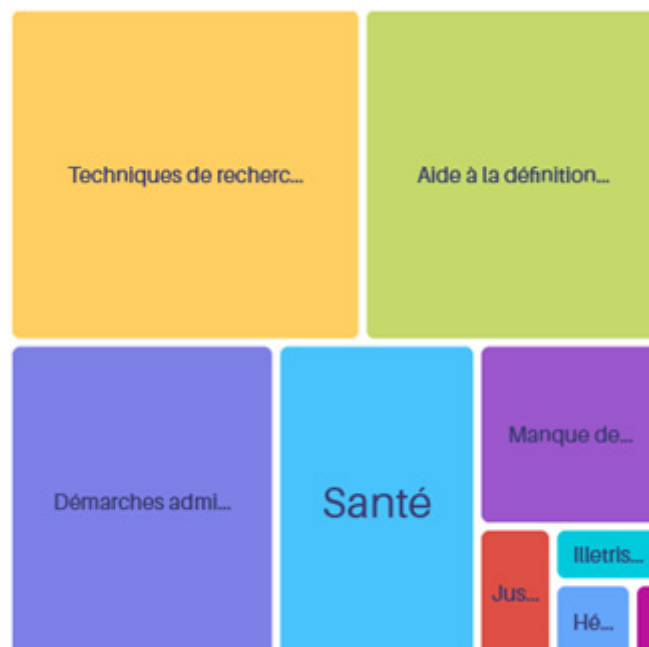 Techniques de recherc...
Aide à la définition...
Démarches admi...
Santé
Manque de...
Illetris...
Jus...
Hé...